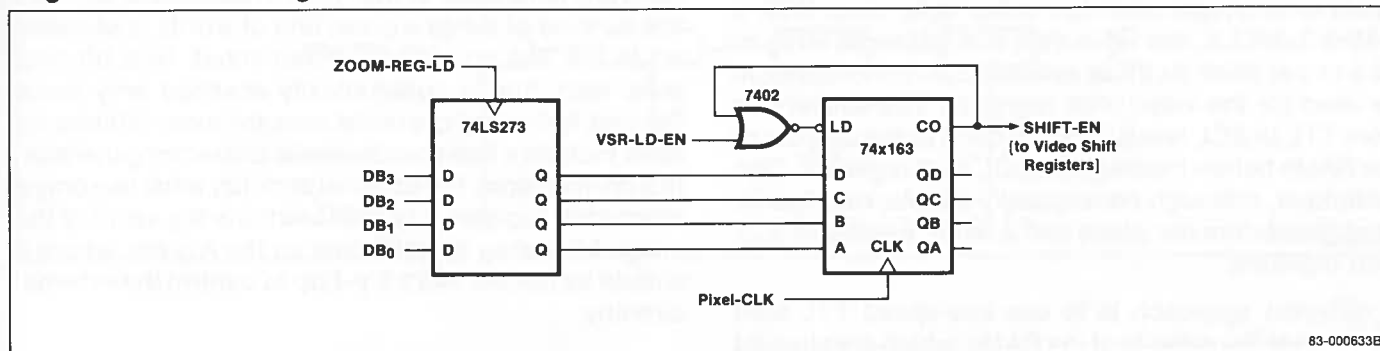 ZOOM-REG-L̅D̅
7402
74LS273
LD CO
SHIFT-EN
[to Video Shift
Registers]
VSR-LD-EN
74x163
DB3 D Q D QD
DB2 D Q C QC
DB1 D Q B QB
DB0 D Q A CLK QA
Pixel-CLK
83-000633B